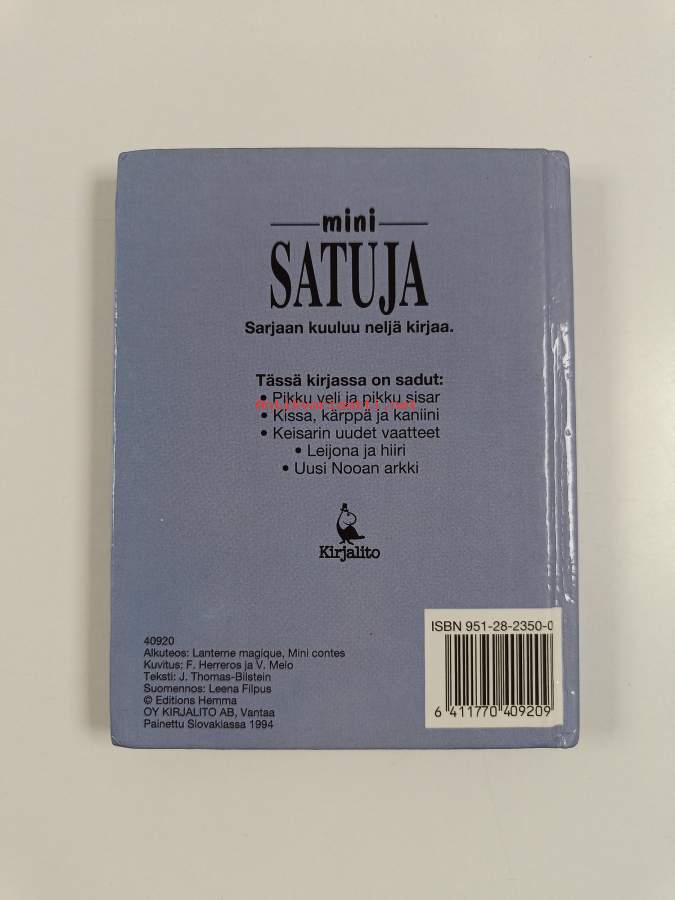 mini
SATUJA
Sarjaan kuuluu neljä kirjaa.
Tässä kirjassa on sadut:
• Pikku veli ja pikku sisar
Antikvariaatti.net
• Kissa, kärppä ja kaniini
• Keisarin uudet vaatteet
• Leijona ja hiiri
• Uusi Nooan arkki
Kirjalito
ISBN 951-28-2350-0
6 411770 409209
40920
Alkuteos: Lanterne magique, Mini contes
Kuvitus: F. Herreros ja V. Meio
Teksti: J. Thomas-Bilstein
Suomennos: Leena Filpus
© Editions Hemma
OY KIRJALITO AB, Vantaa
Painettu Slovakiassa 1994